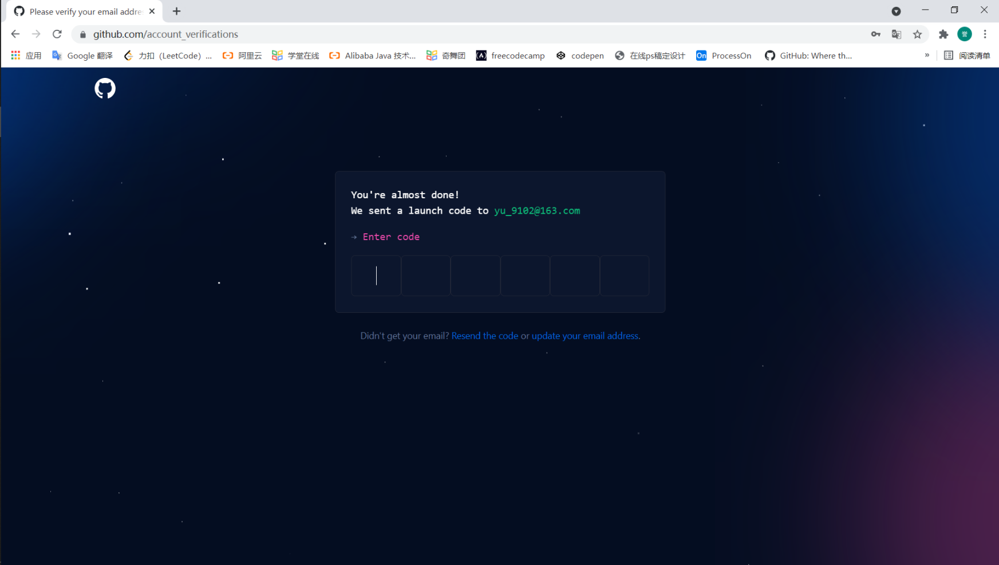 Please verify your email addre
github.com/account_verifications
应用
Google 翻译
力扣 (LeetCode) ...
阿里云
学堂在线
Alibaba Java 技术...
奇舞团
freecodecamp
codepen
在线ps稿定设计
On
ProcessOn
GitHub: Where th...
»
阅读清单
誉
You're almost done!
We sent a launch code to yu_9102@163.com
→ Enter code
Didn't get your email? Resend the code or update your email address.